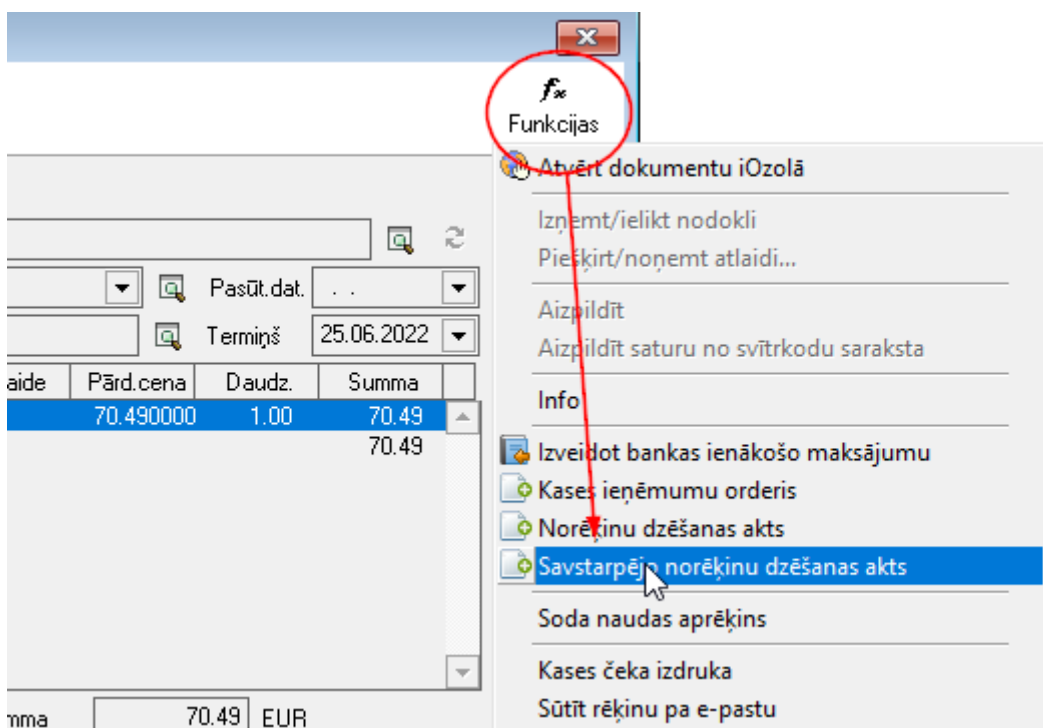 fx
Funkcijas
Atvērt dokumentu iOzolā
Izņemt/ielikt nodokli
Piešķirt/noņemt atlaidi...
Aizpildīt
Aizpildīt saturu no svītrkodu saraksta
Info
Izveidot bankas ienākošo maksājumu
Kases ieņēmumu orderis
Norēķinu dzēšanas akts
Savstarpējo norēķinu dzēšanas akts
Soda naudas aprēķins
Kases čeka izdruka
Sūtīt rēķinu pa e-pastu
Pasūt.dat. . .
Termiņš 25.06.2022
aide Pārd.cena Daudz. Summa
70.490000 1.00 70.49
70.49
mma 70.49 EUR